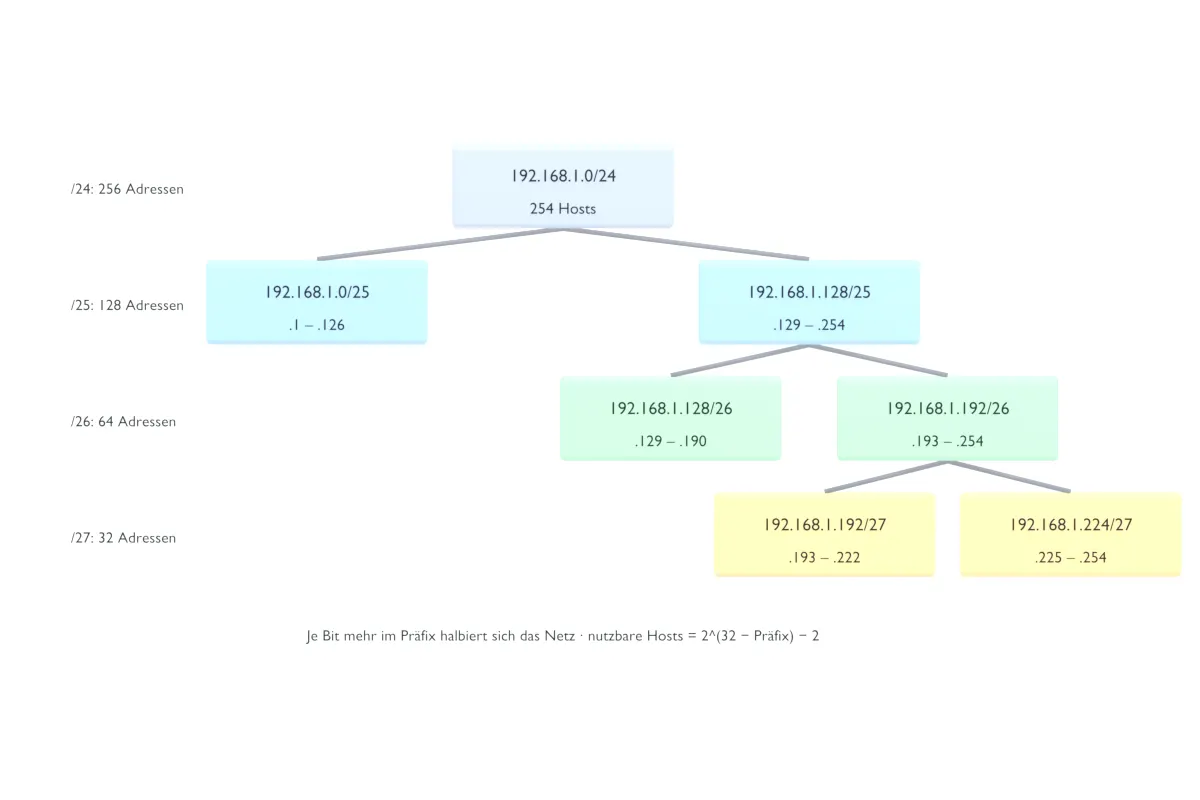 /24: 256 Adressen
192.168.1.0/24
254 Hosts
/25: 128 Adressen
192.168.1.0/25
.1 – .126
192.168.1.128/25
.129 – .254
/26: 64 Adressen
192.168.1.128/26
.129 – .190
192.168.1.192/26
.193 – .254
/27: 32 Adressen
192.168.1.192/27
.193 – .222
192.168.1.224/27
.225 – .254
Je Bit mehr im Präfix halbiert sich das Netz · nutzbare Hosts = 2^(32 − Präfix) − 2